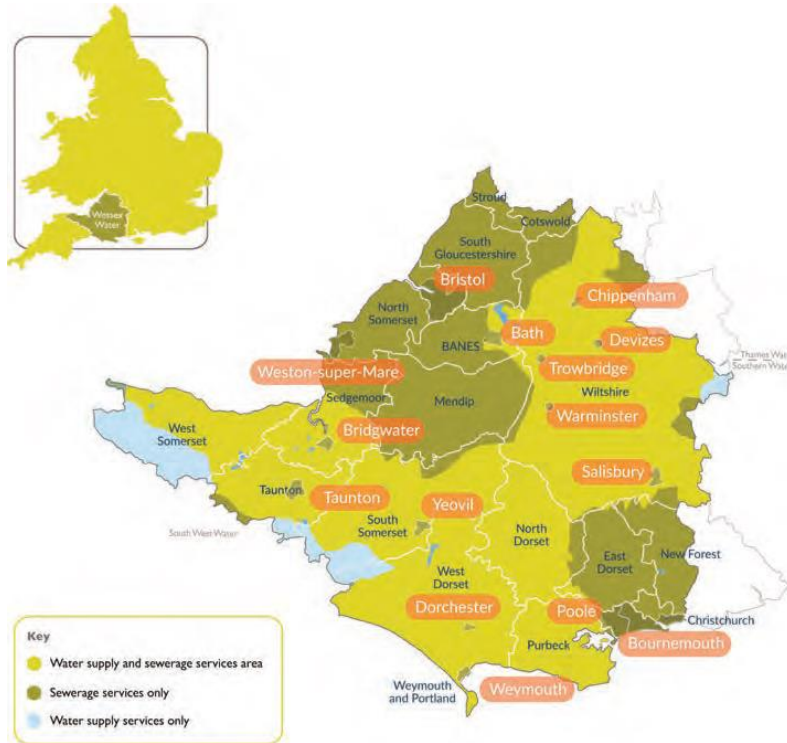 Wessex
Water
Stroud
Cotswold
South
Gloucestershire
Bristol
Chippenham
North
Somerset
Bath
BANES
Devizes
Thames Wat
Southern Wate
Trowbridge
Weston-super-Mare
Wiltshire
Sedgemoor
Mendip
Warminster
West
Somerset
Bridgwater
Salisbury
Taunton
Taunton
Yeovil
South West Water
South
Somerset
North
Dorset
East
Dorset
New Forest
West
Dorset
Dorchester
Poole
Christchurch
Purbeck
Bournemouth
Weymouth
and Portland
Weymouth
Key
Water supply and sewerage services area
Sewerage services only
Water supply services only